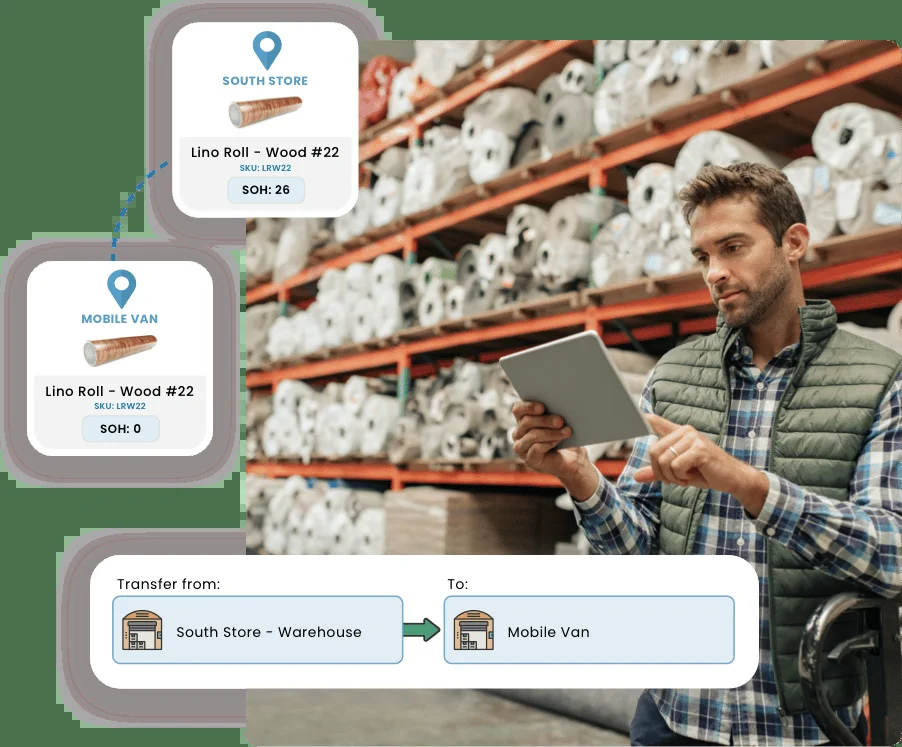 SOUTH STORE
Lino Roll - Wood #22
SKU: LRW22
SOH: 26
MOBILE VAN
Lino Roll - Wood #22
SKU: LRW22
SOH: 0
Transfer from:
To:
South Store - Warehouse
Mobile Van